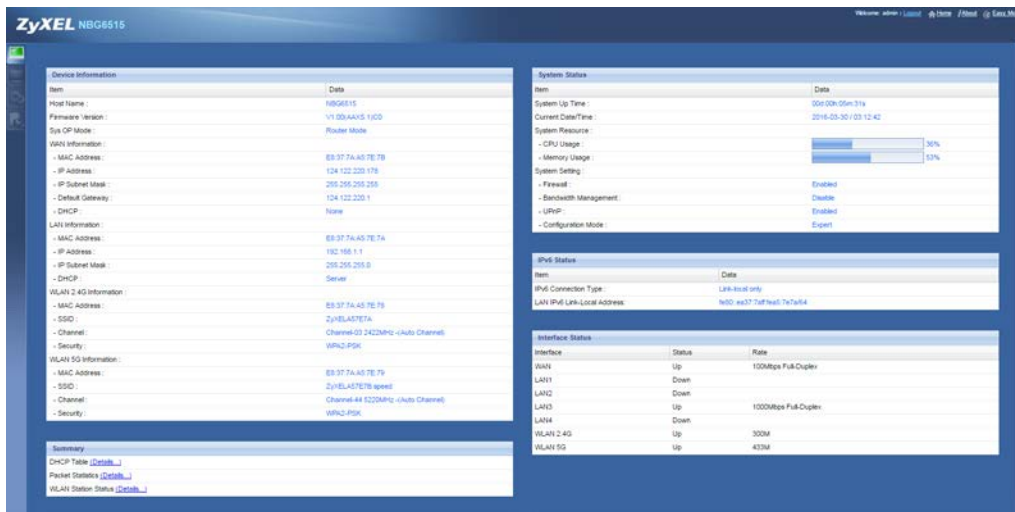 ZyXEL NBG6515
Welcome: admin | Logout Home /About Easy M
Device Information
Item Data
Host Name : NBG6515
Firmware Version : V1.00(AAXS.1)C0
Sys OP Mode : Router Mode
WAN Information :
- MAC Address : E8:37:7A:A5:7E:7B
- IP Address : 124.122.220.178
- IP Subnet Mask : 255.255.255.255
- Default Gateway : 124.122.220.1
- DHCP : None
LAN Information :
- MAC Address : E8:37:7A:A5:7E:7A
- IP Address : 192.168.1.1
- IP Subnet Mask : 255.255.255.0
- DHCP : Server
WLAN 2.4G Information :
- MAC Address : E8:37:7A:A5:7E:78
- SSID : ZyXELA57E7A
- Channel : Channel-03 2422MHz -(Auto Channel)
- Security : WPA2-PSK
WLAN 5G Information :
- MAC Address : E8:37:7A:A5:7E:79
- SSID : ZyXELA57E7B.speed
- Channel : Channel-44 5220MHz -(Auto Channel)
- Security : WPA2-PSK
Summary
DHCP Table (Details...)
Packet Statistics (Details...)
WLAN Station Status (Details...)
System Status
Item Data
System Up Time : 00d:00h:05m:31s
Current Date/Time : 2016-03-30 / 03:12:42
System Resource :
- CPU Usage : 36%
- Memory Usage : 53%
System Setting :
- Firewall : Enabled
- Bandwidth Management : Disable
- UPnP : Enabled
- Configuration Mode : Expert
IPv6 Status
Item Data
IPv6 Connection Type : Link-local only
LAN IPv6 Link-Local Address: fe80::ea37:7aff:fea5:7e7a/64
Interface Status
Interface Status Rate
WAN Up 100Mbps Full-Duplex
LAN1 Down
LAN2 Down
LAN3 Up 1000Mbps Full-Duplex
LAN4 Down
WLAN 2.4G Up 300M
WLAN 5G Up 433M